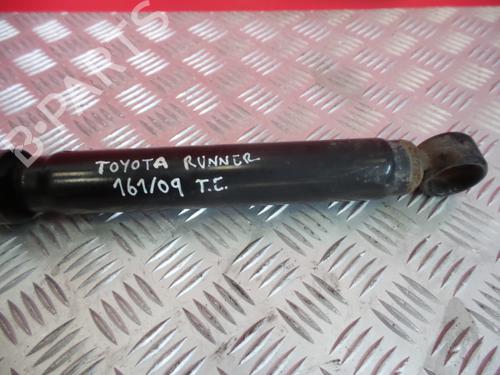 B-PARTS
TOYOTA RUNNER
161/09 T.E.